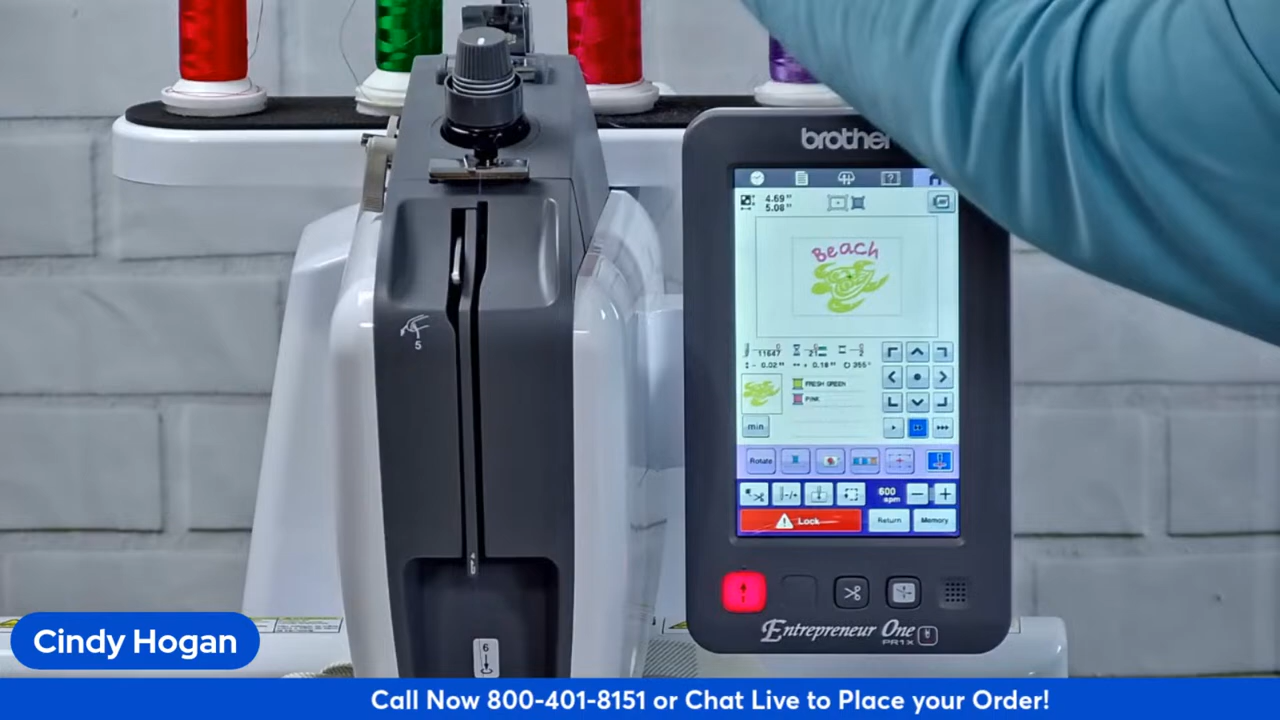 brother
4.69"
5.08"
Beach
11647
0.02" 0.18" 355°
FRESH GREEN
PINK
min
Rotate
600
spm
Lock
Return
Memory
5
6
Entrepreneur One
PR1X
Cindy Hogan
Call Now 800-401-8151 or Chat Live to Place your Order!